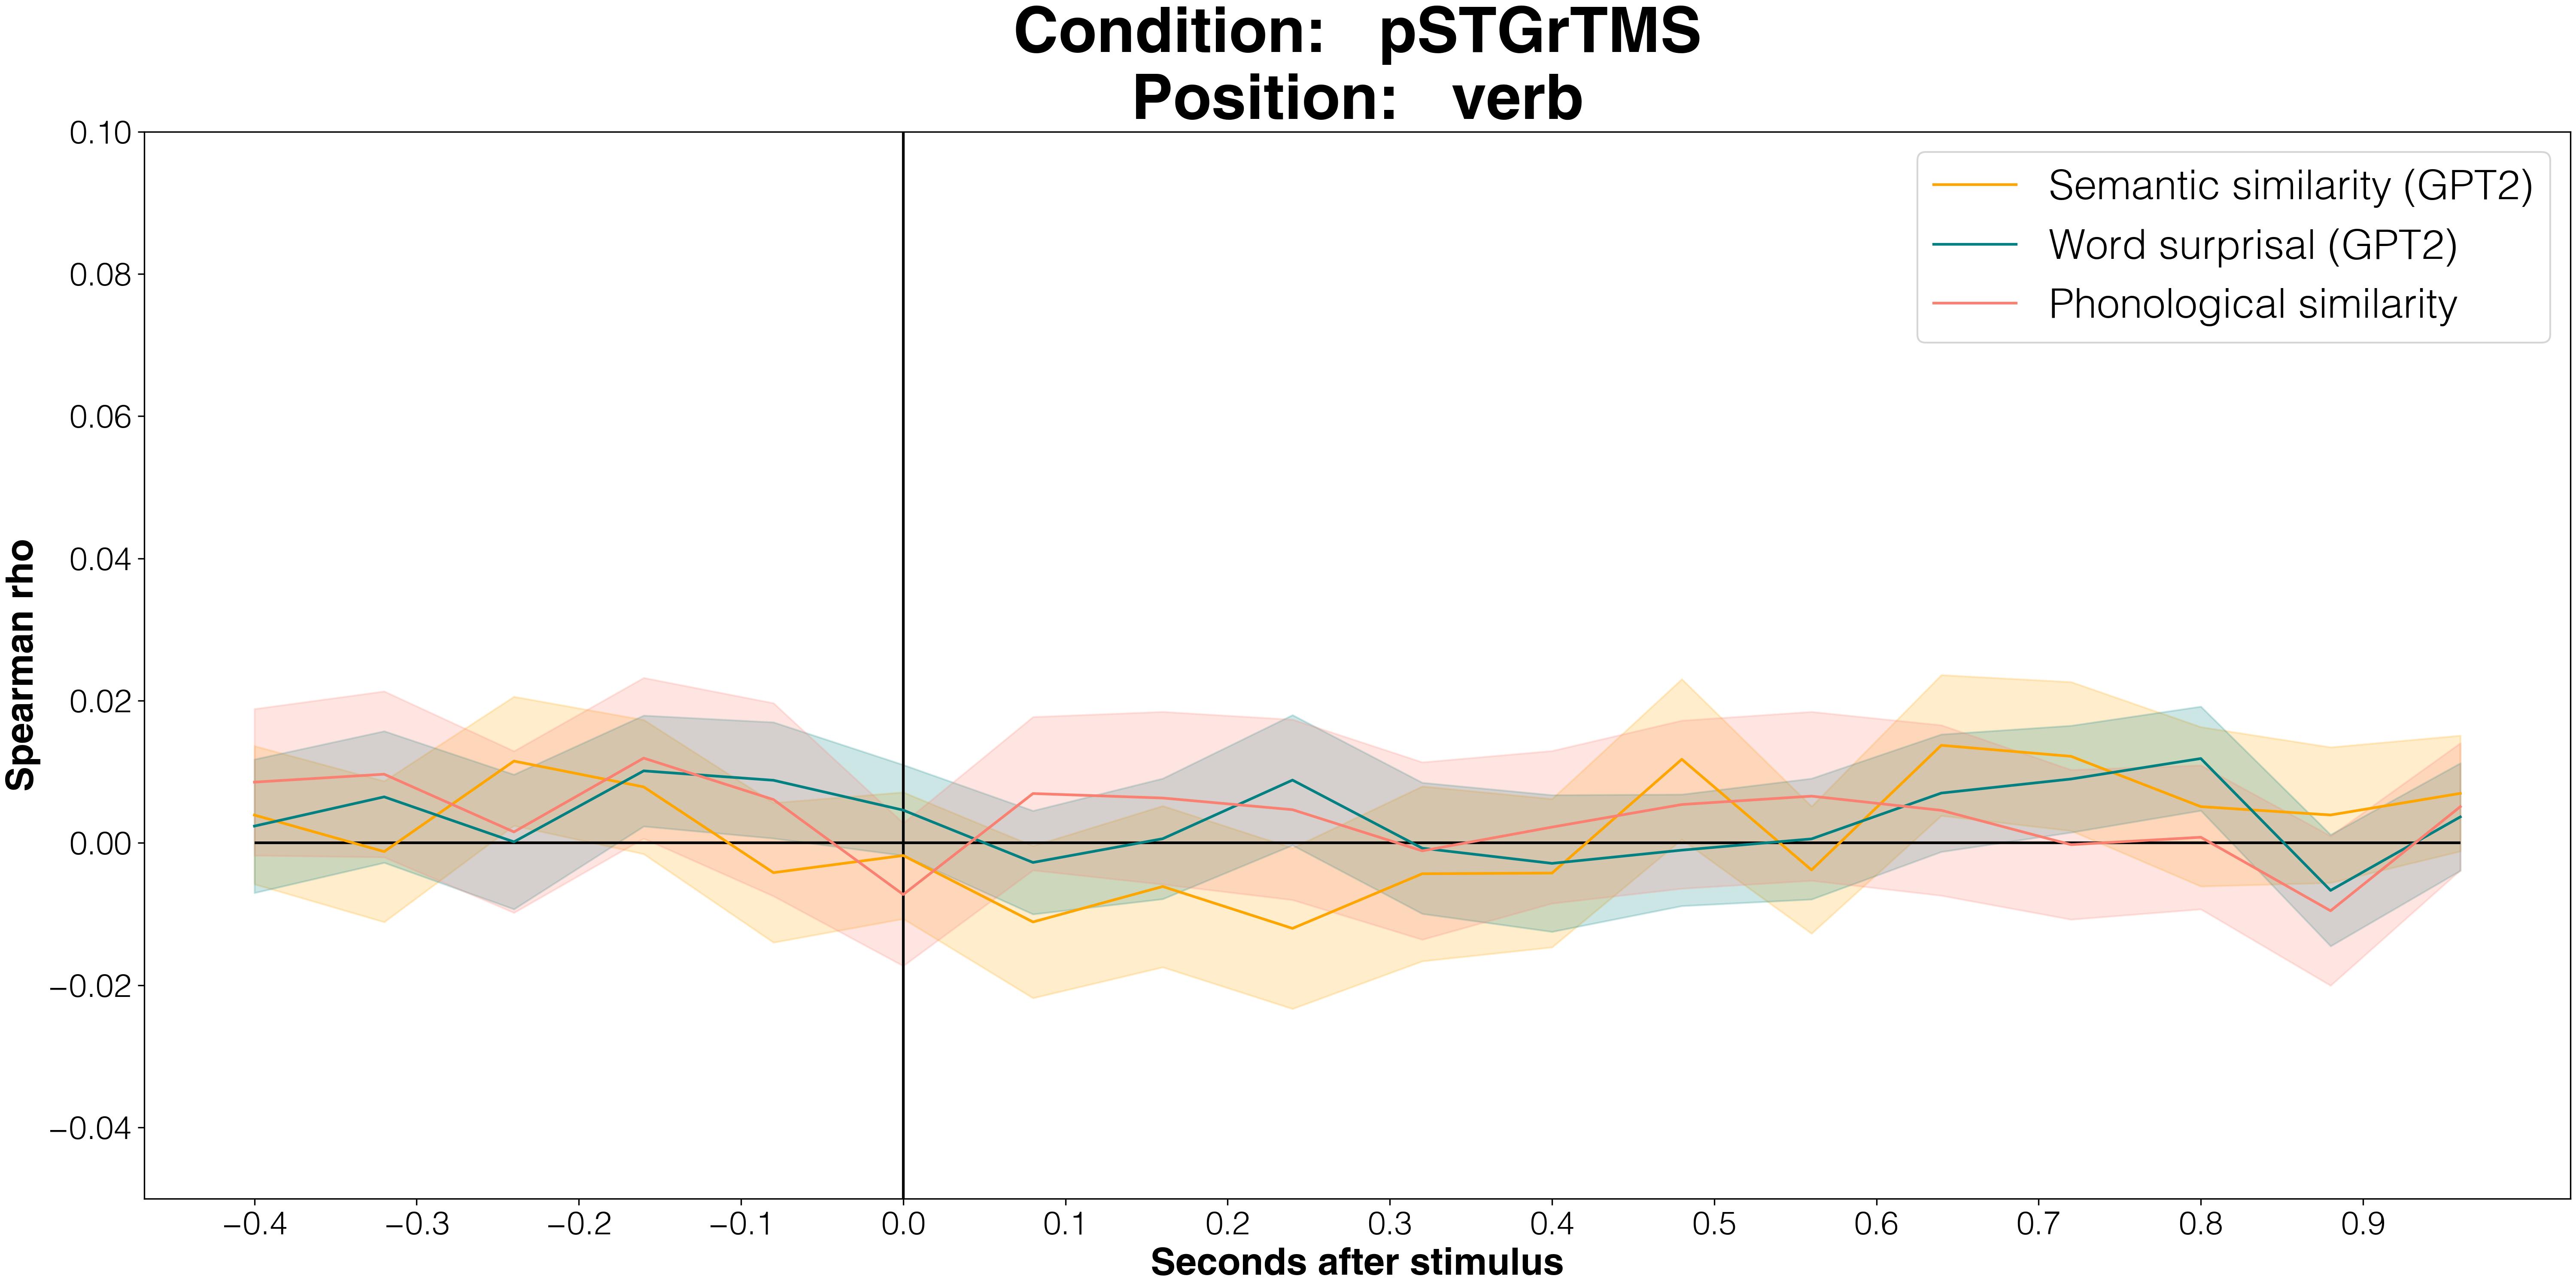 Condition:   pSTGrTMS
Position:   verb
0.10
0.08
0.06
0.04
0.02
0.00
−0.02
−0.04
Spearman rho
Semantic similarity (GPT2)
Word surprisal (GPT2)
Phonological similarity
−0.4 −0.3 −0.2 −0.1 0.0 0.1 0.2 0.3 0.4 0.5 0.6 0.7 0.8 0.9
Seconds after stimulus